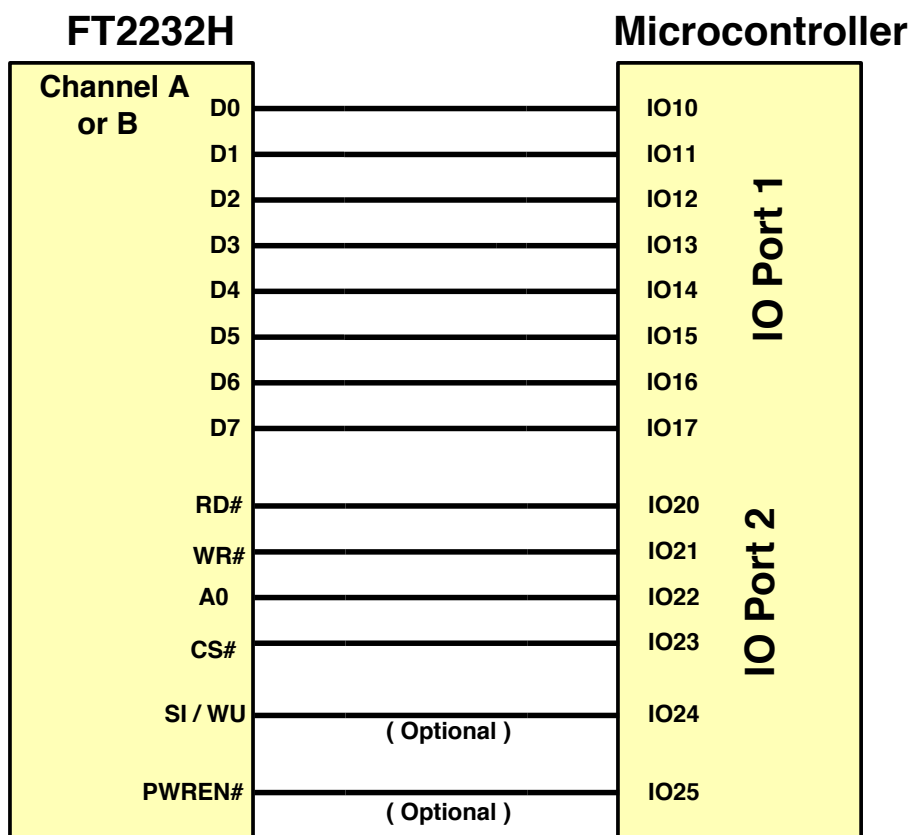 FT2232H
Microcontroller
Channel A
or B
D0
IO10
D1
IO11
D2
IO12
D3
IO13
D4
IO14
D5
IO15
D6
IO16
D7
IO17
IO Port 1
RD#
IO20
WR#
IO21
A0
IO22
CS#
IO23
SI / WU
( Optional )
IO24
PWREN#
( Optional )
IO25
IO Port 2